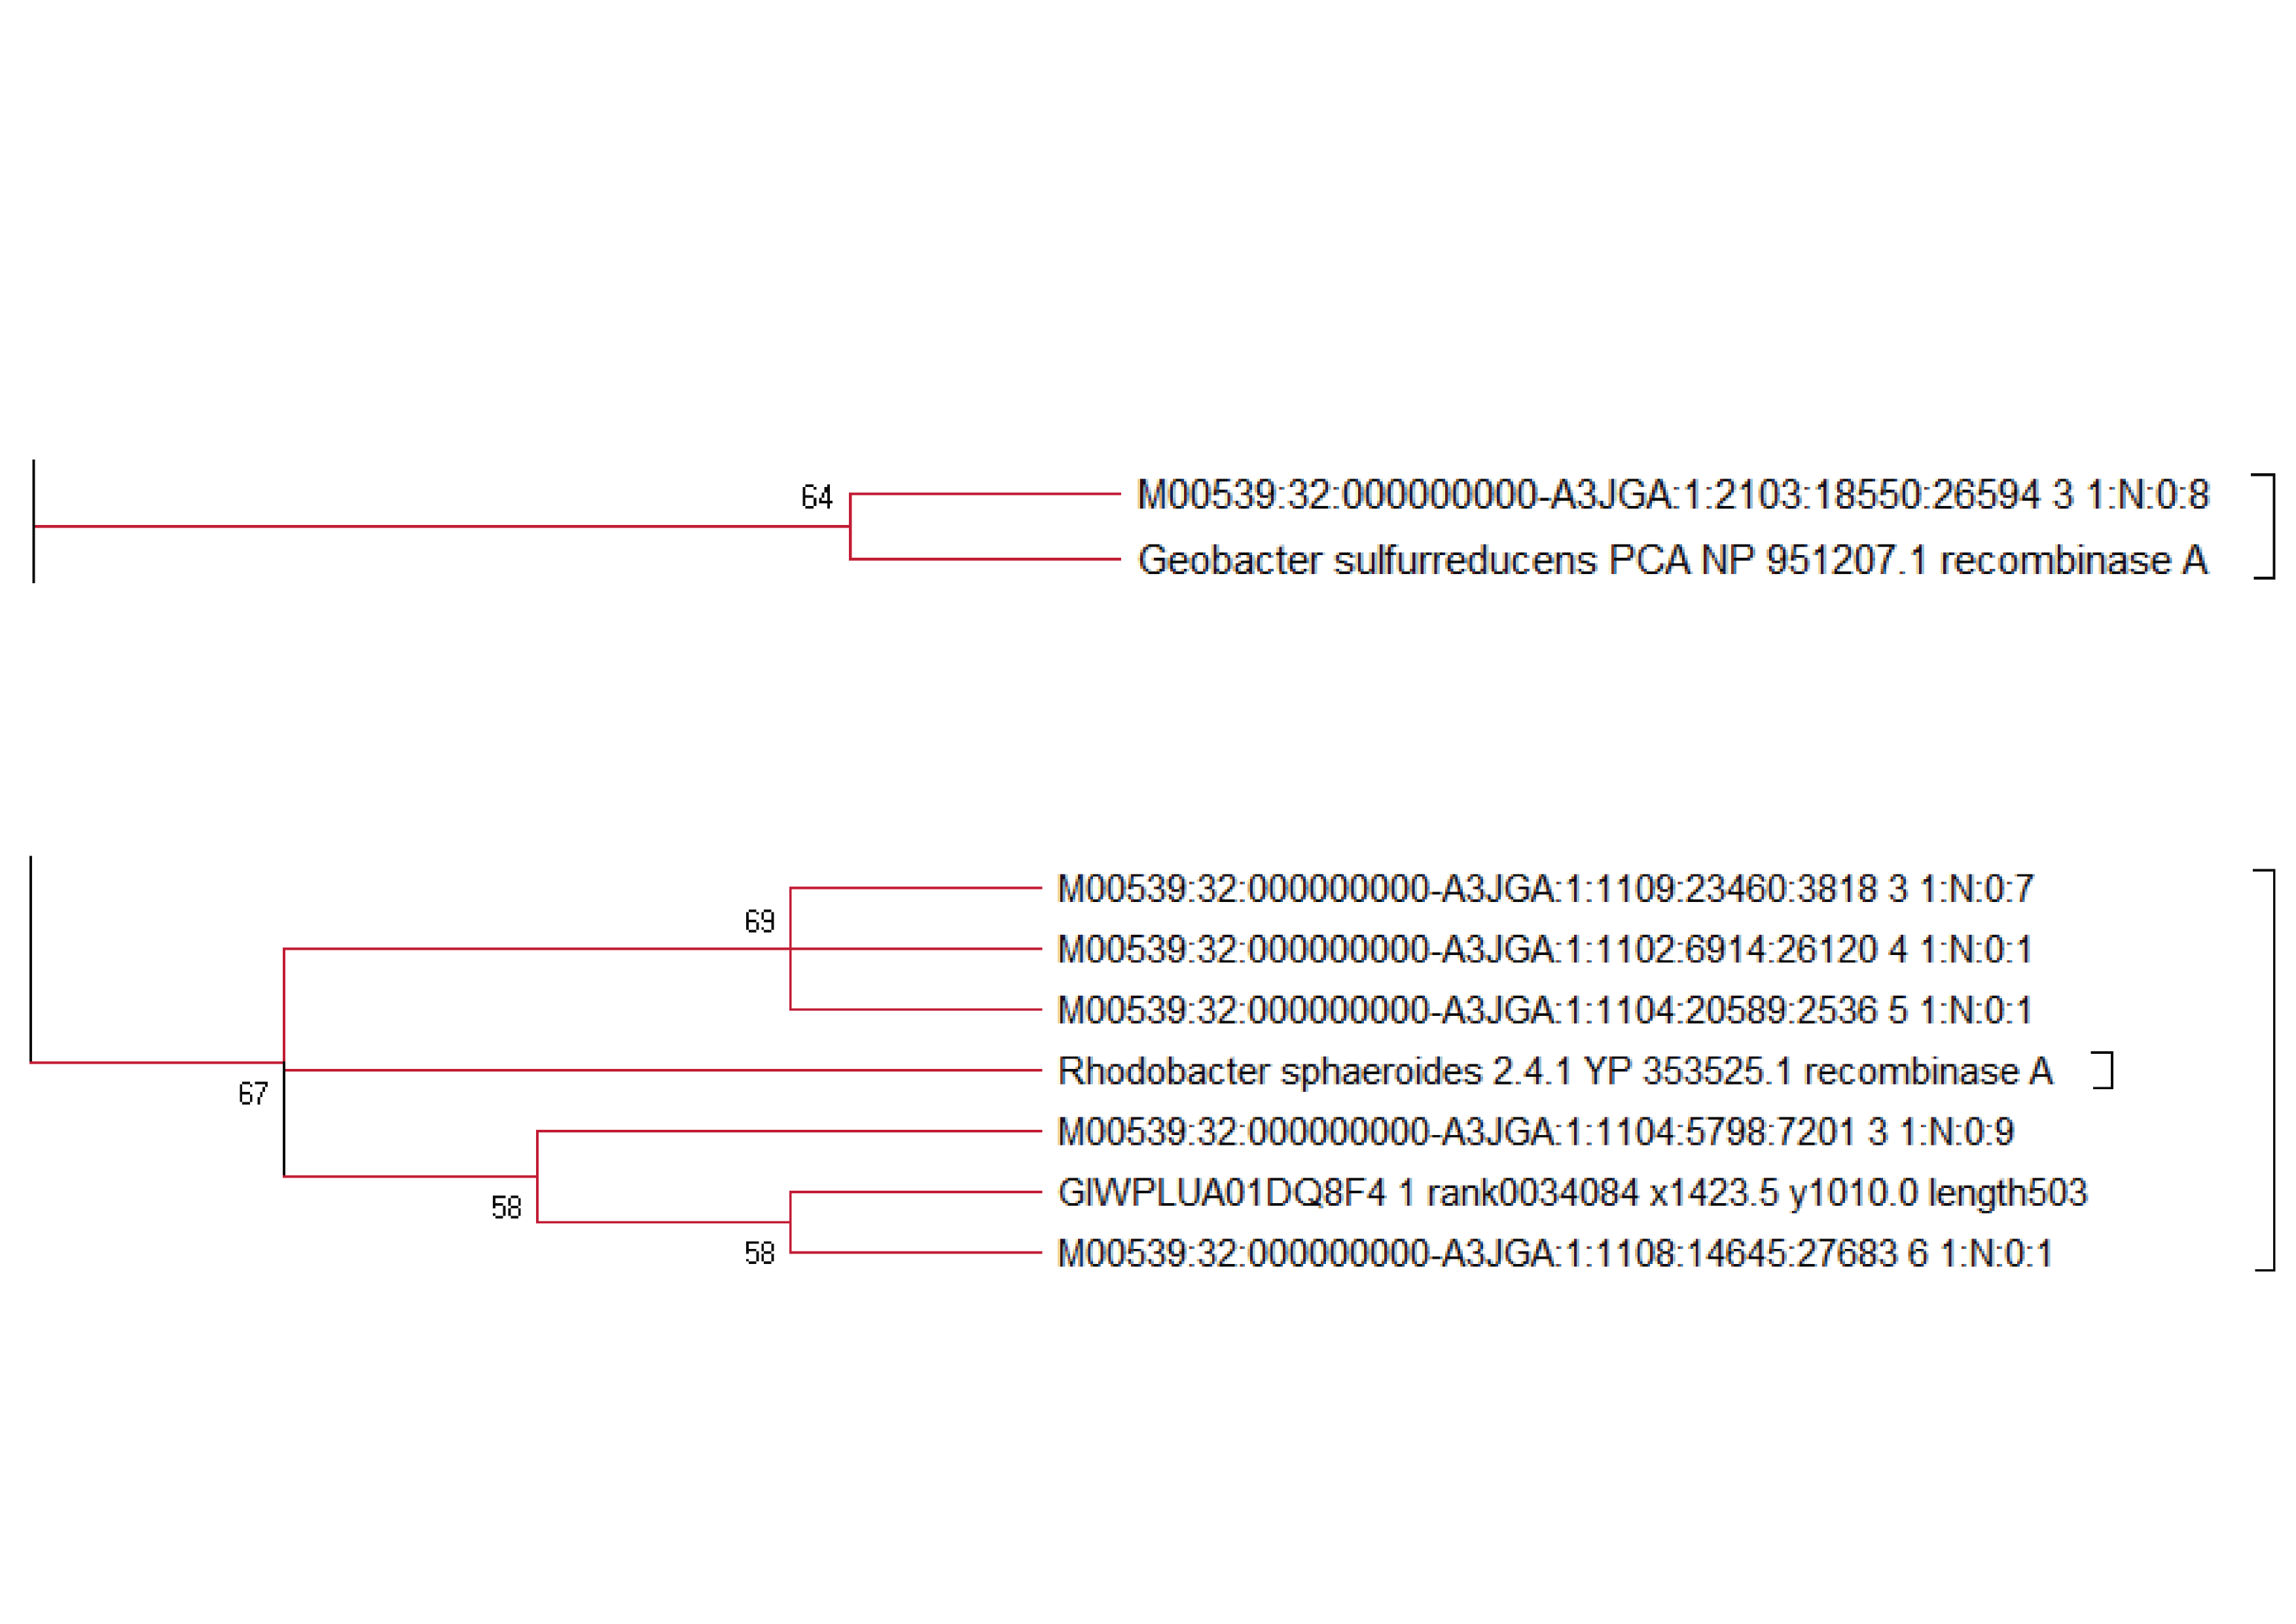 64
M00539:32:000000000-A3JGA:1:2103:18550:26594 3 1:N:0:8
Geobacter sulfurreducens PCA NP 951207.1 recombinase A
M00539:32:000000000-A3JGA:1:1109:23460:3818 3 1:N:0:7
69
M00539:32:000000000-A3JGA:1:1102:6914:26120 4 1:N:0:1
M00539:32:000000000-A3JGA:1:1104:20589:2536 5 1:N:0:1
Rhodobacter sphaeroides 2.4.1 YP 353525.1 recombinase A
67
M00539:32:000000000-A3JGA:1:1104:5798:7201 3 1:N:0:9
GIWPLUA01DQ8F4 1 rank0034084 x1423.5 y1010.0 length503
58
M00539:32:000000000-A3JGA:1:1108:14645:27683 6 1:N:0:1
58